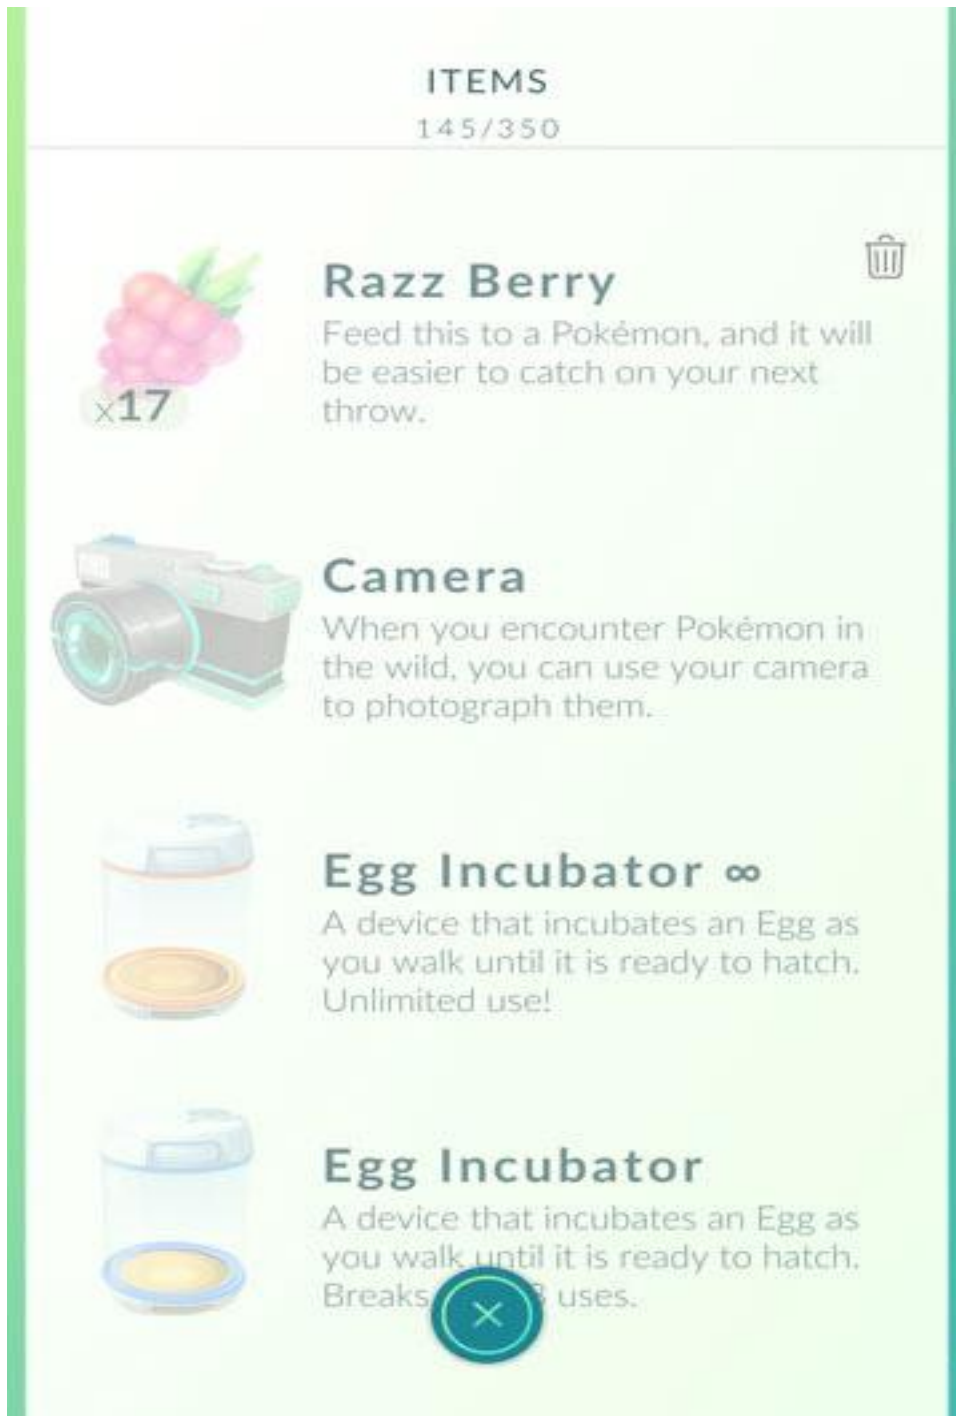 ITEMS
145/350
Razz Berry
Feed this to a Pokémon, and it will
be easier to catch on your next
throw.
x17
Camera
When you encounter Pokémon in
the wild, you can use your camera
to photograph them.
Egg Incubator ∞
A device that incubates an Egg as
you walk until it is ready to hatch.
Unlimited use!
Egg Incubator
A device that incubates an Egg as
you walk until it is ready to hatch.
Breaks uses.